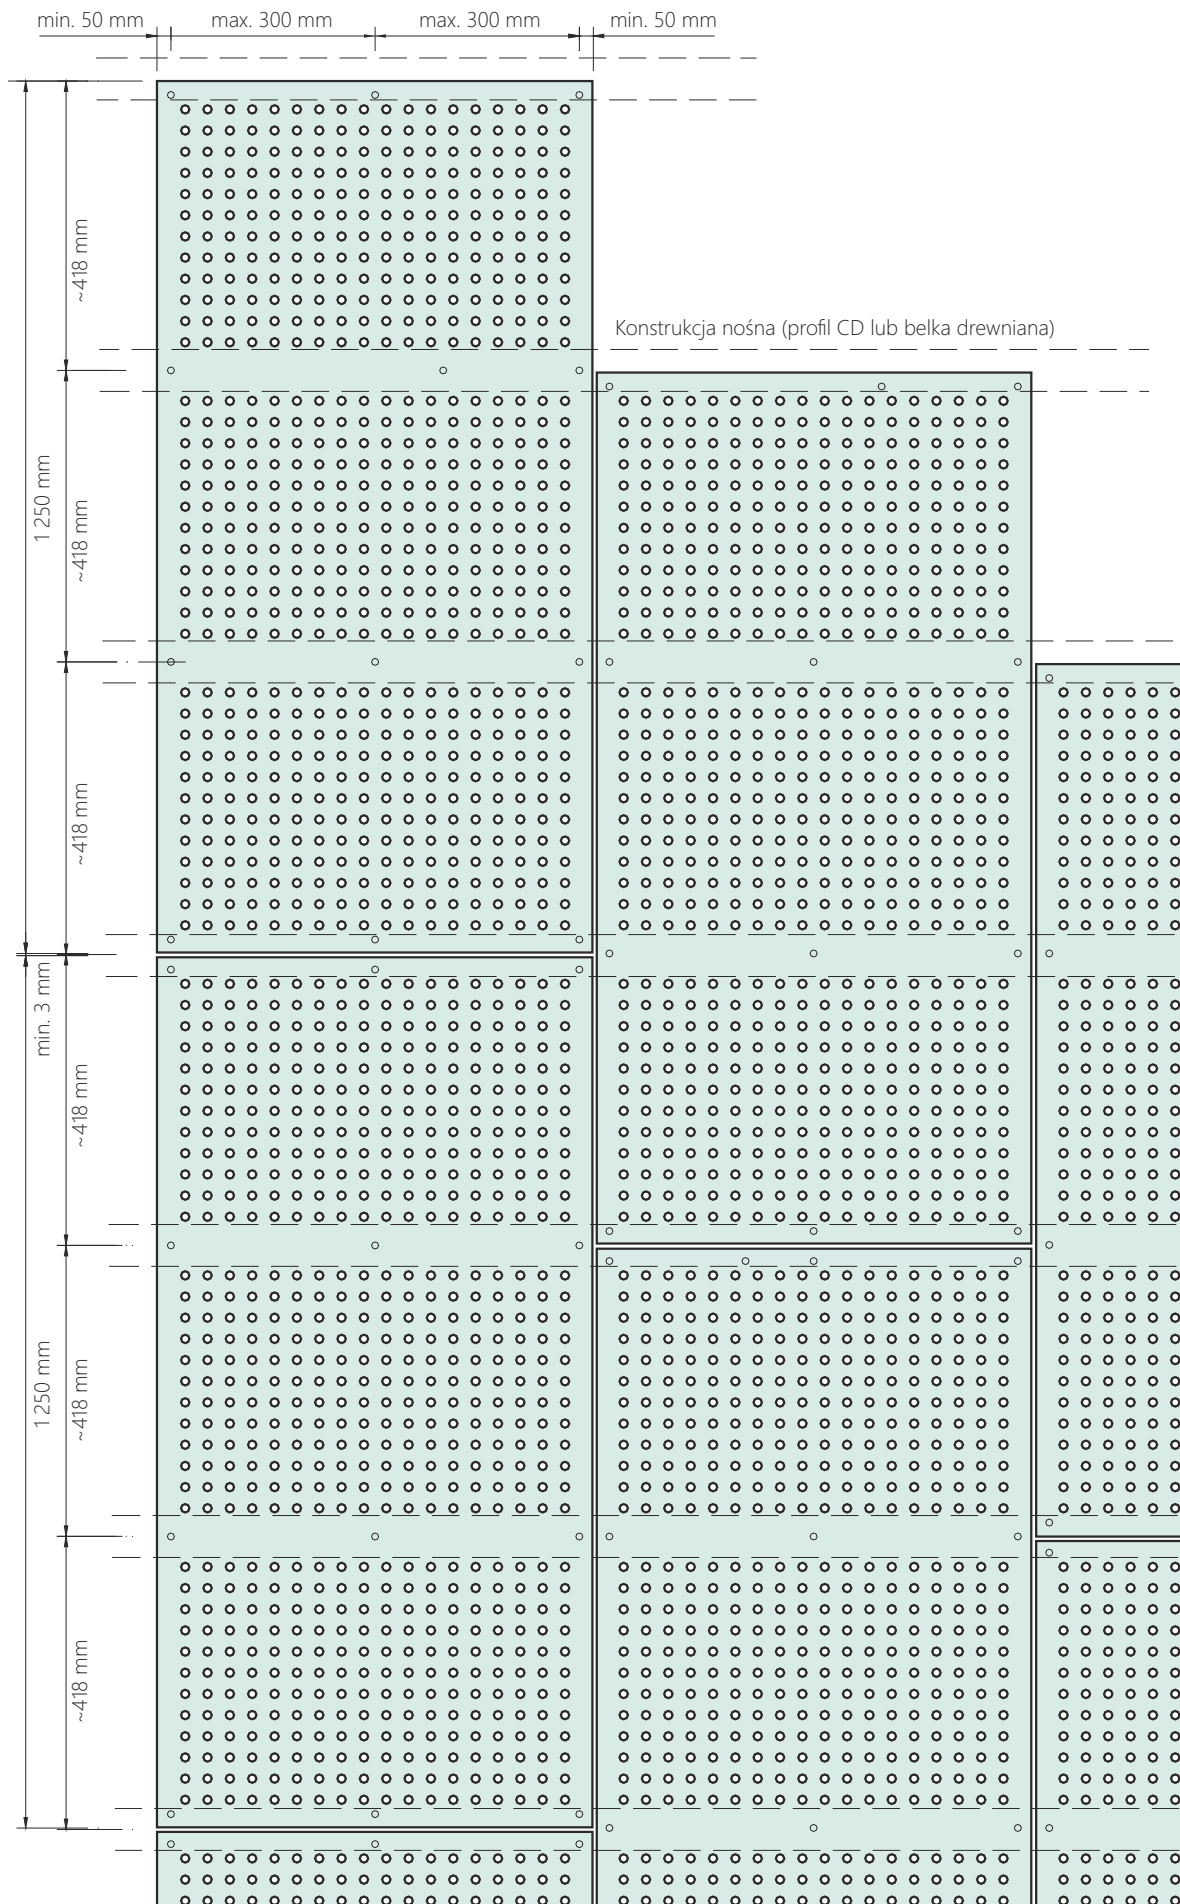 min. 50 mm
max. 300 mm
max. 300 mm
min. 50 mm
~418 mm
Konstrukcja nośna (profil CD lub belka drewniana)
1 250 mm
~418 mm
~418 mm
min. 3 mm
~418 mm
1 250 mm
~418 mm
~418 mm